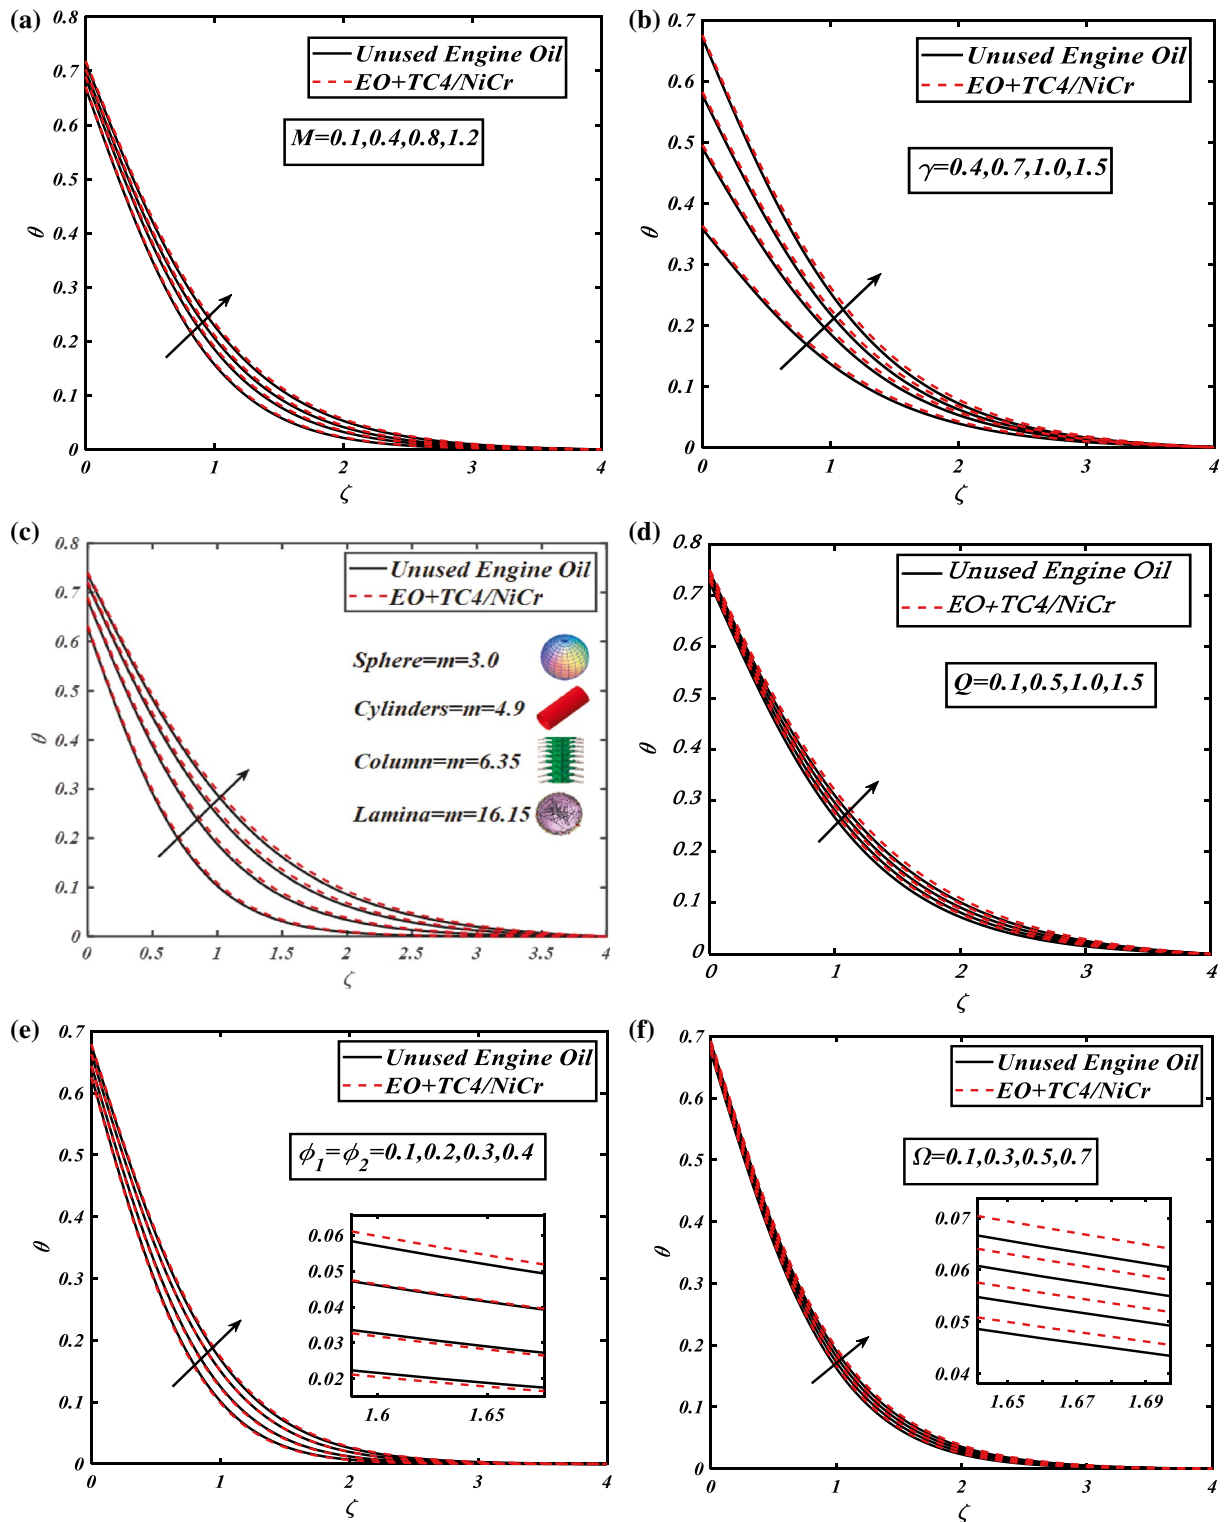 (a)
0.8
0.7
0.6
0.5
0.4
0.3
0.2
0.1
0
θ
Unused Engine Oil
EO+TC4/NiCr
M=0.1,0.4,0.8,1.2
0 1 2 3 4
ζ
(b)
0.7
0.6
0.5
0.4
0.3
0.2
0.1
0
θ
Unused Engine Oil
EO+TC4/NiCr
γ=0.4,0.7,1.0,1.5
0 1 2 3 4
ζ
(c)
0.8
0.7
0.6
0.5
0.4
0.3
0.2
0.1
0
θ
Unused Engine Oil
EO+TC4/NiCr
Sphere=m=3.0
Cylinders=m=4.9
Column=m=6.35
Lamina=m=16.15
0 0.5 1 1.5 2 2.5 3 3.5 4
ζ
(d)
0.8
0.7
0.6
0.5
0.4
0.3
0.2
0.1
0
θ
Unused Engine Oil
EO+TC4/NiCr
Q=0.1,0.5,1.0,1.5
0 1 2 3 4
ζ
(e)
0.7
0.6
0.5
0.4
0.3
0.2
0.1
0
θ
Unused Engine Oil
EO+TC4/NiCr
ϕ1=ϕ2=0.1,0.2,0.3,0.4
0.06
0.05
0.04
0.03
0.02
1.6 1.65
0 1 2 3 4
ζ
(f)
0.7
0.6
0.5
0.4
0.3
0.2
0.1
0
θ
Unused Engine Oil
EO+TC4/NiCr
Ω=0.1,0.3,0.5,0.7
0.07
0.06
0.05
0.04
1.65 1.67 1.69
0 1 2 3 4
ζ